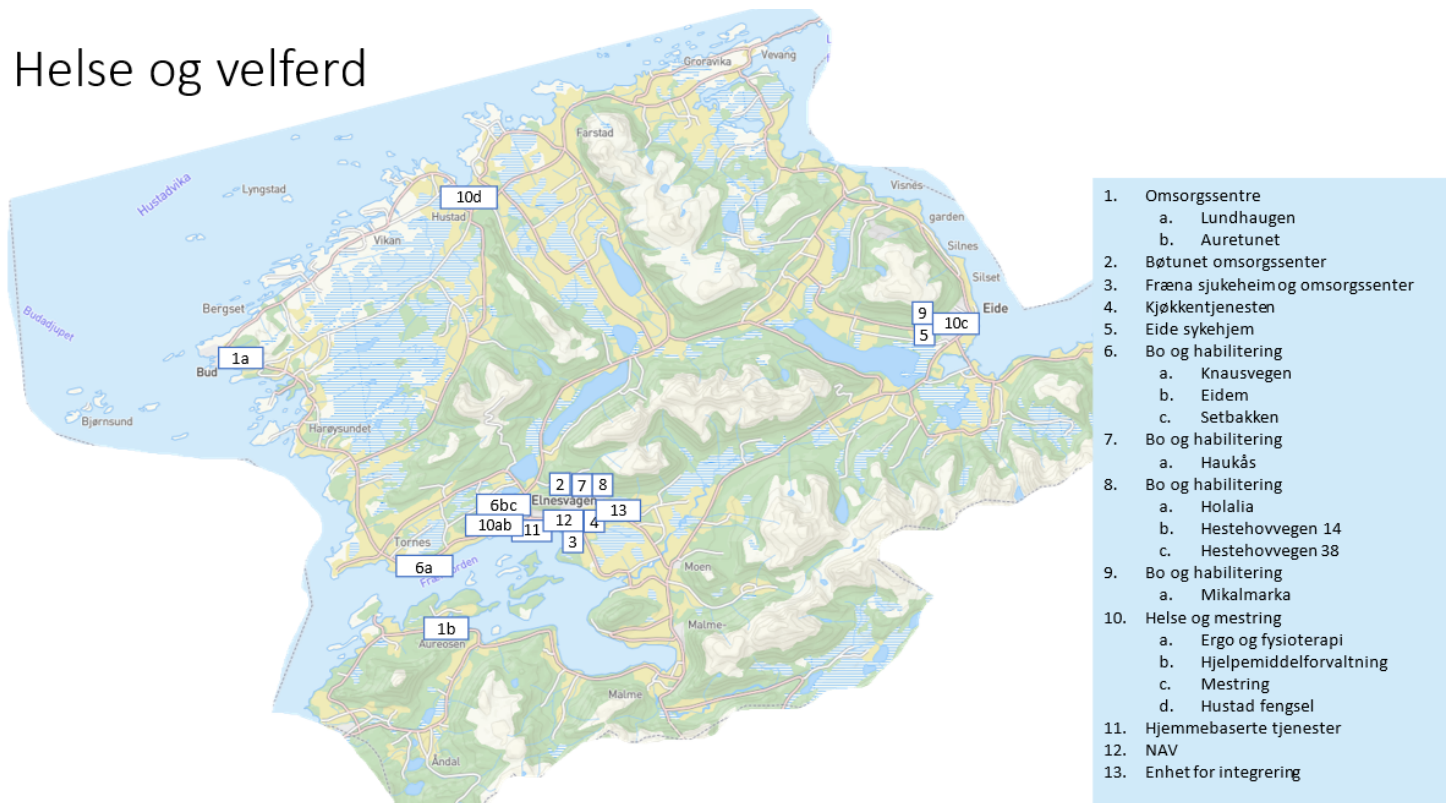 Helse og velferd
Groravika
Vevang
Farstad
Visnes
garden
Silnes
Silset
Eide
Hustadvika
Lyngstad
10d
Hustad
Vikan
Bergset
Budadjupet
1a
Bud
Bjørnsund
Harøysundet
9
10c
5
2
7
8
6bc
Elnesvågen
13
10ab
12
4
11
3
Tornes
6a
Moen
1b
Aureosen
Malme-
Malme
Åndal
1. Omsorgssentre
a. Lundhaugen
b. Auretunet
2. Bøtunet omsorgssenter
3. Fræna sjukeheim og omsorgssenter
4. Kjøkkentjenesten
5. Eide sykehjem
6. Bo og habilitering
a. Knausvegen
b. Eidem
c. Setbakken
7. Bo og habilitering
a. Haukås
8. Bo og habilitering
a. Holalia
b. Hestehovvegen 14
c. Hestehovvegen 38
9. Bo og habilitering
a. Mikalmarka
10. Helse og mestring
a. Ergo og fysioterapi
b. Hjelpemiddelforvaltning
c. Mestring
d. Hustad fengsel
11. Hjemmebaserte tjenester
12. NAV
13. Enhet for integrering